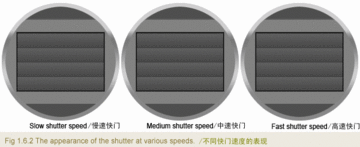 Slow shutter speed/慢速快门
Medium shutter speed/中速快门
Fast shutter speed/高速快门
Fig 1.6.2 The appearance of the shutter at various speeds. /不同快门速度的表现